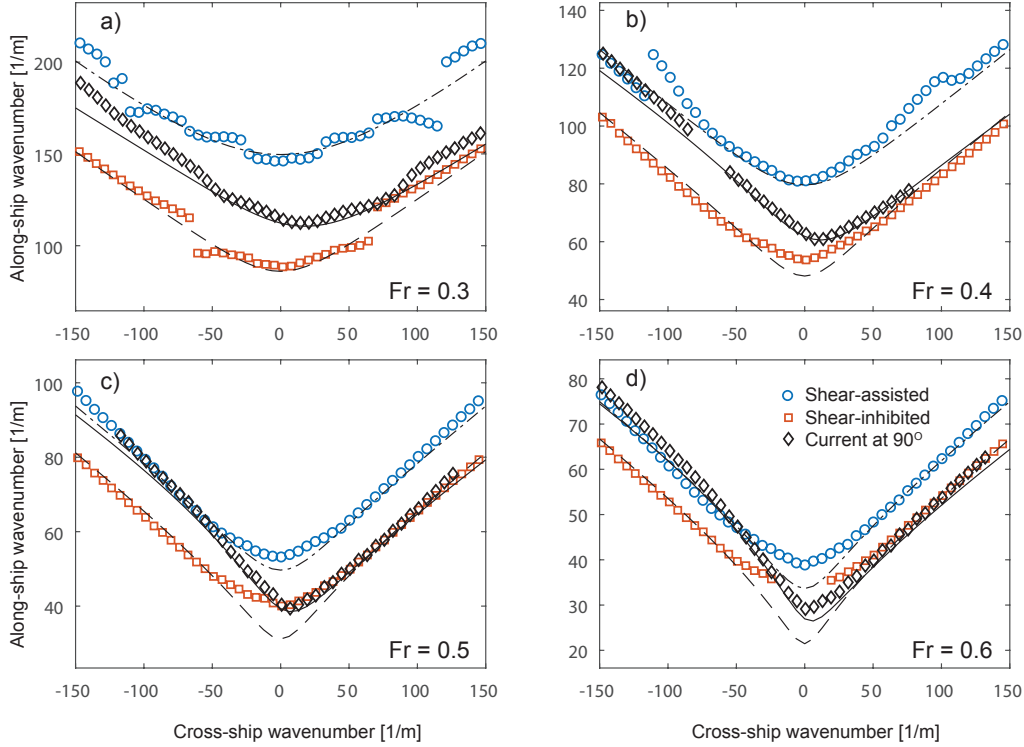 a)
200
150
100
Along-ship wavenumber [1/m]
Fr = 0.3
-150 -100 -50 0 50 100 150
b)
140
120
100
80
60
40
Fr = 0.4
-150 -100 -50 0 50 100 150
c)
100
80
60
40
Along-ship wavenumber [1/m]
Fr = 0.5
-150 -100 -50 0 50 100 150
Cross-ship wavenumber [1/m]
d)
80
70
60
50
40
30
20
Shear-assisted
Shear-inhibited
Current at 90°
Fr = 0.6
-150 -100 -50 0 50 100 150
Cross-ship wavenumber [1/m]